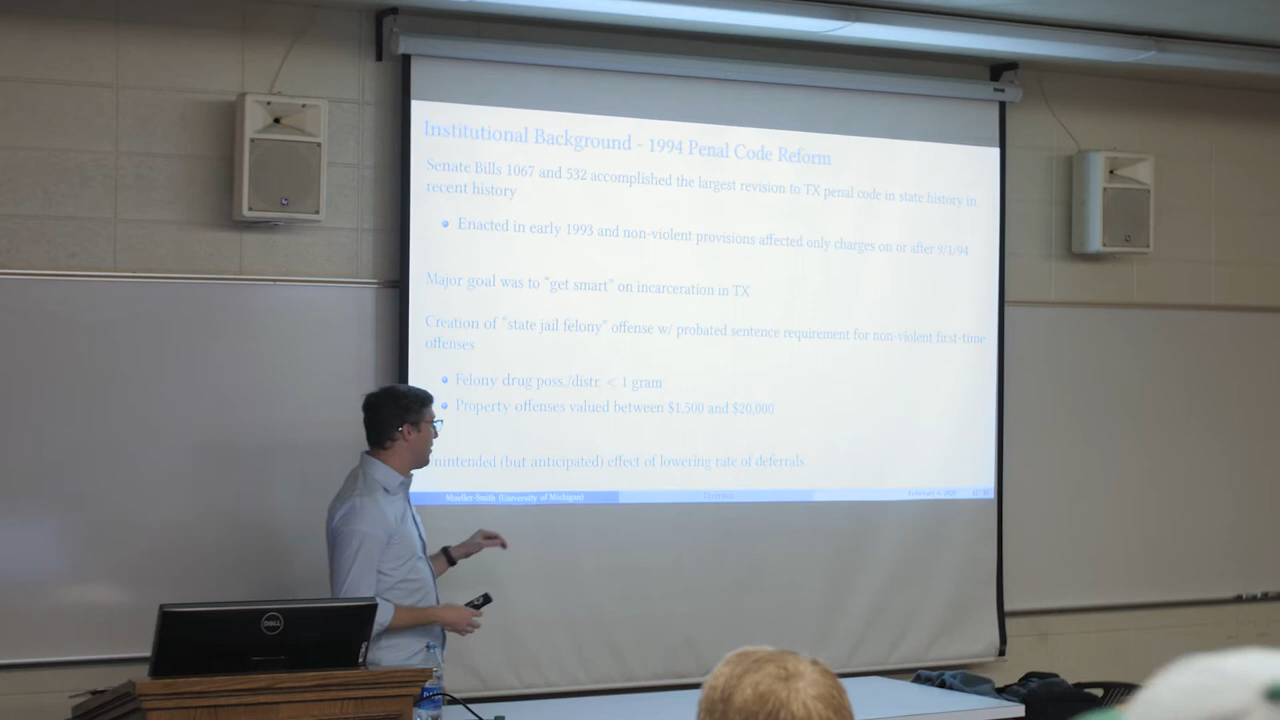 Institutional Background - 1994 Penal Code Reform
Senate Bills 1067 and 532 accomplished the largest revision to TX penal code in state history in
recent history
Enacted in early 1993 and non-violent provisions affected only charges on or after 9/1/94
Major goal was to "get smart" on incarceration in TX
Creation of "state jail felony" offense w/ probated sentence requirement for non-violent first-time
offenses
Felony drug poss./distr. < 1 gram
Property offenses valued between $1,500 and $20,000
nintended (but anticipated) effect of lowering rate of deferrals
Mueller-Smith (University of Michigan)
DELL